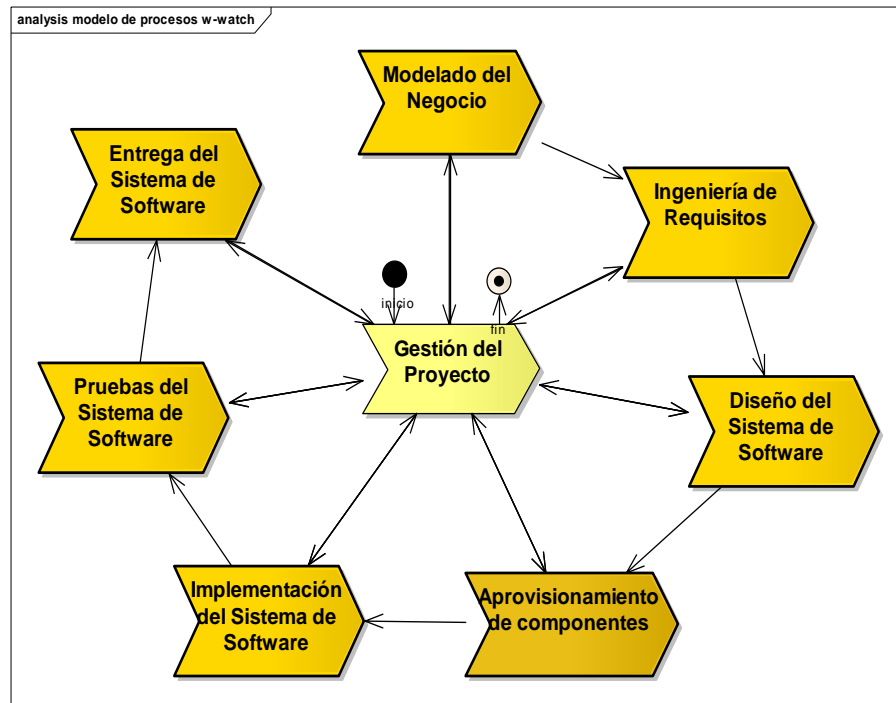 analysis modelo de procesos w-watch
Modelado del
Negocio
Entrega del
Sistema de
Software
Ingeniería de
Requisitos
inicio
fin
Gestión del
Proyecto
Pruebas del
Sistema de
Software
Diseño del
Sistema de
Software
Implementación
del Sistema de
Software
Aprovisionamiento
de componentes